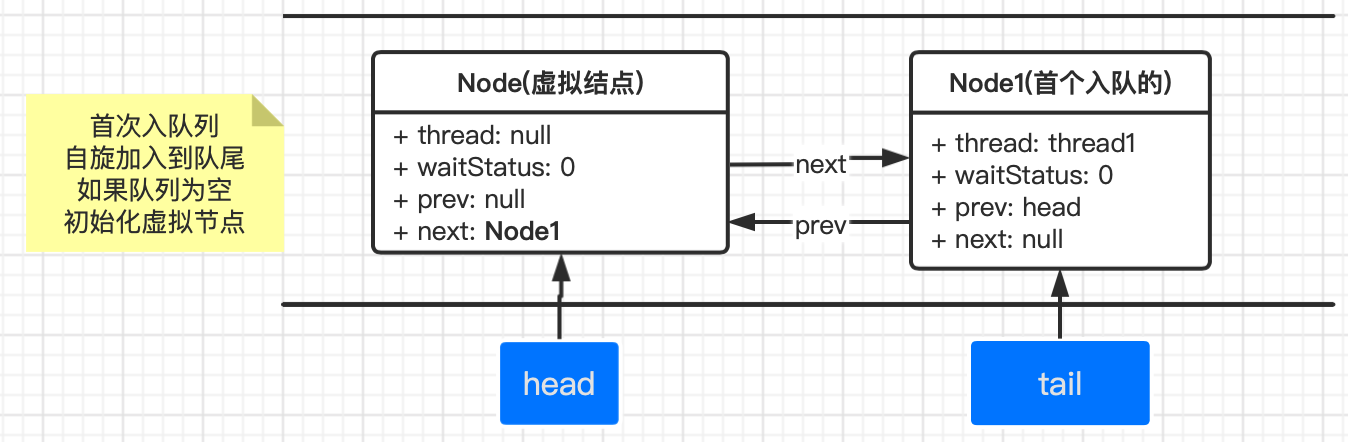 首次入队列
自旋加入到队尾
如果队列为空
初始化虚拟节点
Node(虚拟结点)
+ thread: null
+ waitStatus: 0
+ prev: null
+ next: Node1
next
prev
Node1(首个入队的)
+ thread: thread1
+ waitStatus: 0
+ prev: head
+ next: null
head
tail